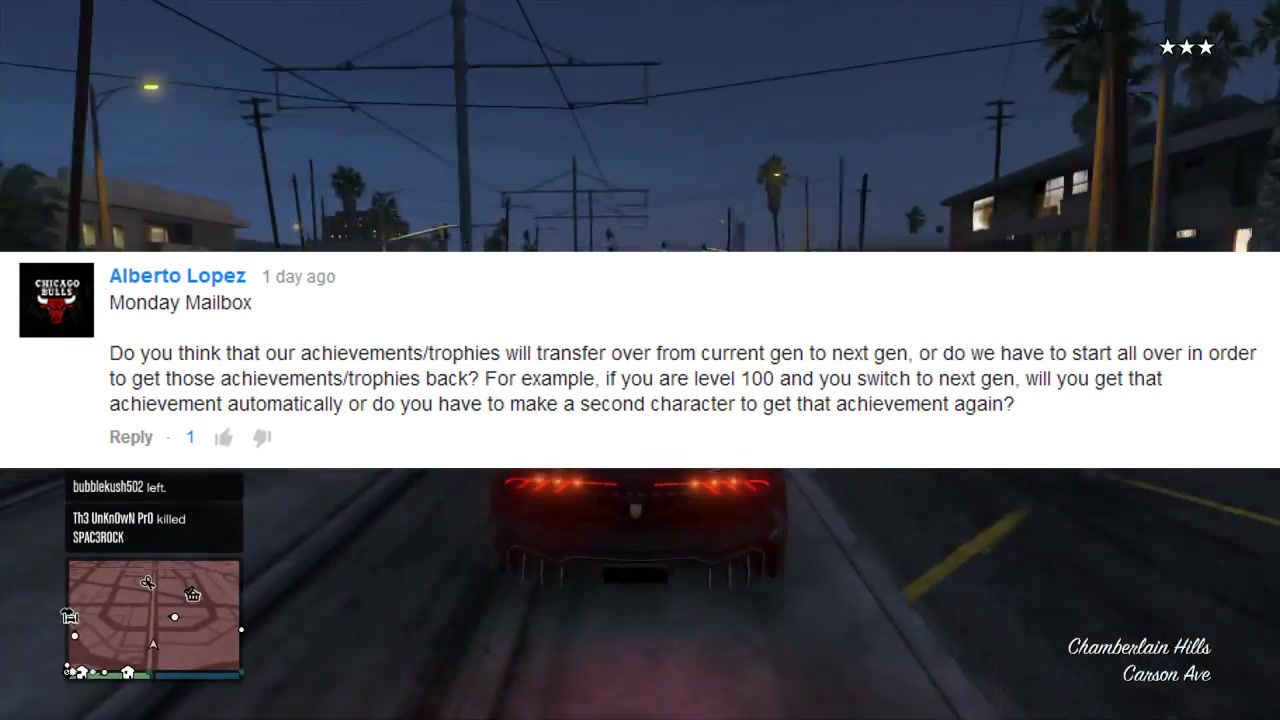 Alberto Lopez 1 day ago
CHICAGO
BULLS
Monday Mailbox
Do you think that our achievements/trophies will transfer over from current gen to next gen, or do we have to start all over in order
to get those achievements/trophies back? For example, if you are level 100 and you switch to next gen, will you get that
achievement automatically or do you have to make a second character to get that achievement again?
Reply · 1
bubblekush502 left.
Th3 UnKnOwN Pr0 killed
SPAC3R0CK
Chamberlain Hills
Carson Ave